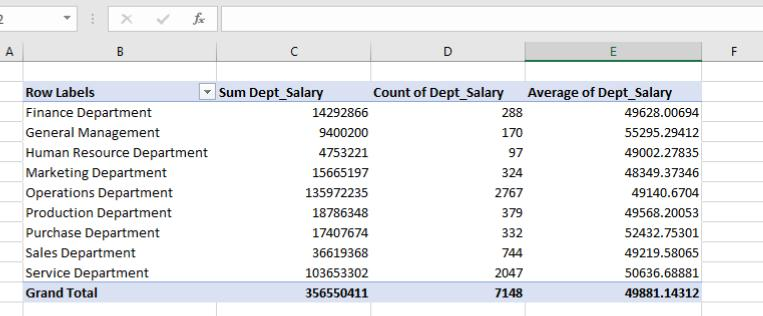 2
fx
A B C D E F
Row Labels Sum Dept_Salary Count of Dept_Salary Average of Dept_Salary
Finance Department 14292866 288 49628.00694
General Management 9400200 170 55295.29412
Human Resource Department 4753221 97 49002.27835
Marketing Department 15665197 324 48349.37346
Operations Department 135972235 2767 49140.6704
Production Department 18786348 379 49568.20053
Purchase Department 17407674 332 52432.75301
Sales Department 36619368 744 49219.58065
Service Department 103653302 2047 50636.68881
Grand Total 356550411 7148 49881.14312